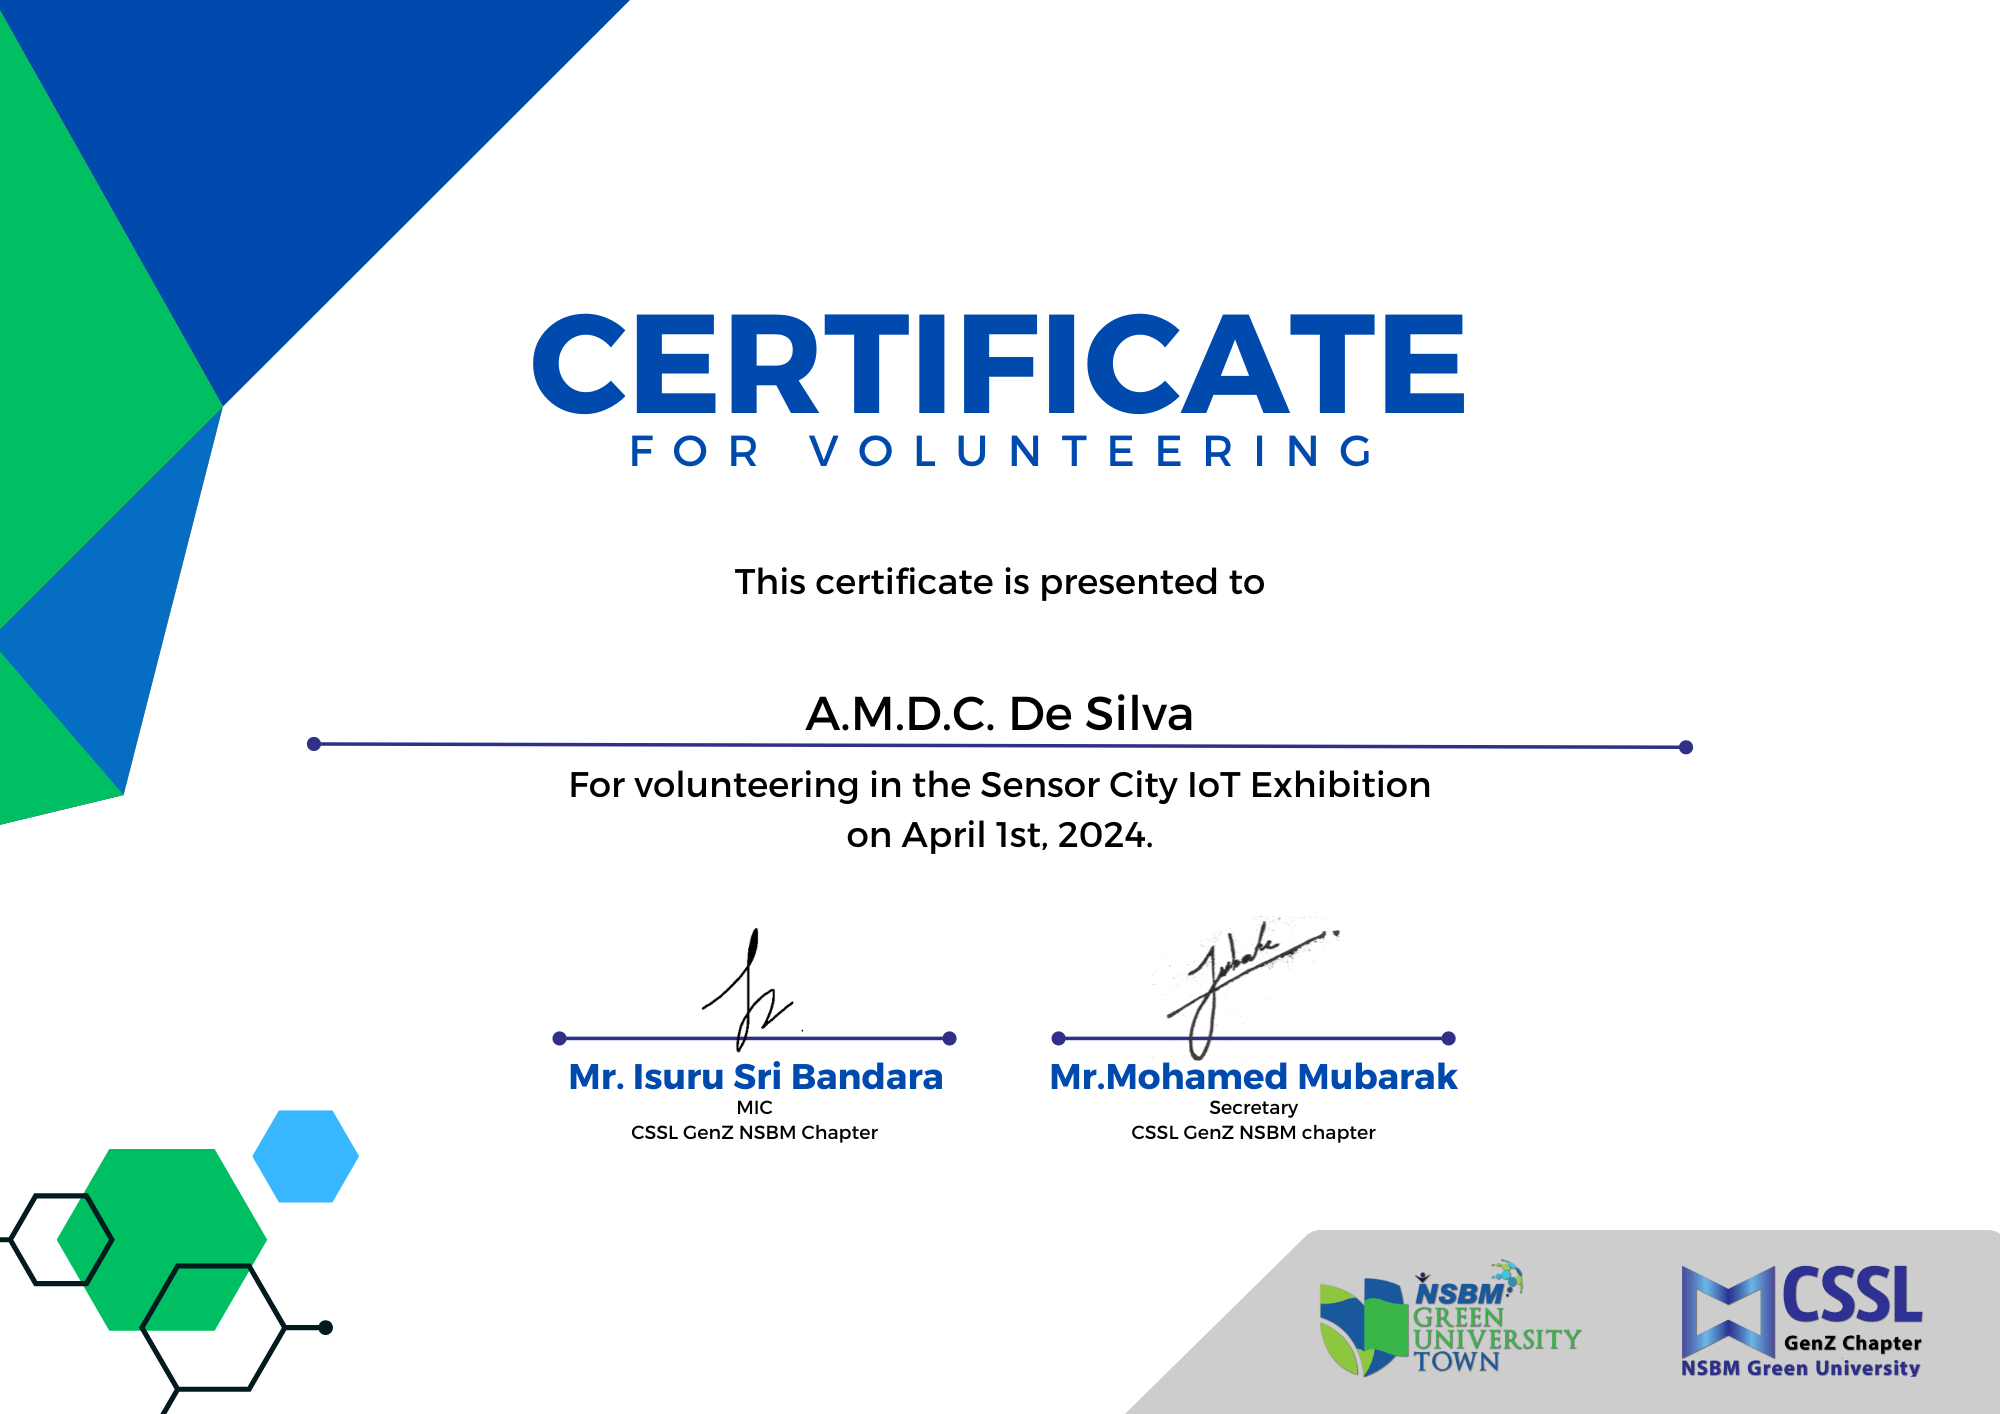 CERTIFICATE
FOR VOLUNTEERING
This certificate is presented to
A.M.D.C. De Silva
For volunteering in the Sensor City IoT Exhibition
on April 1st, 2024.
Mr. Isuru Sri Bandara
MIC
CSSL GenZ NSBM Chapter
Mr.Mohamed Mubarak
Secretary
CSSL GenZ NSBM chapter
NSBM
GREEN
UNIVERSITY
TOWN
CSSL
GenZ Chapter
NSBM Green University